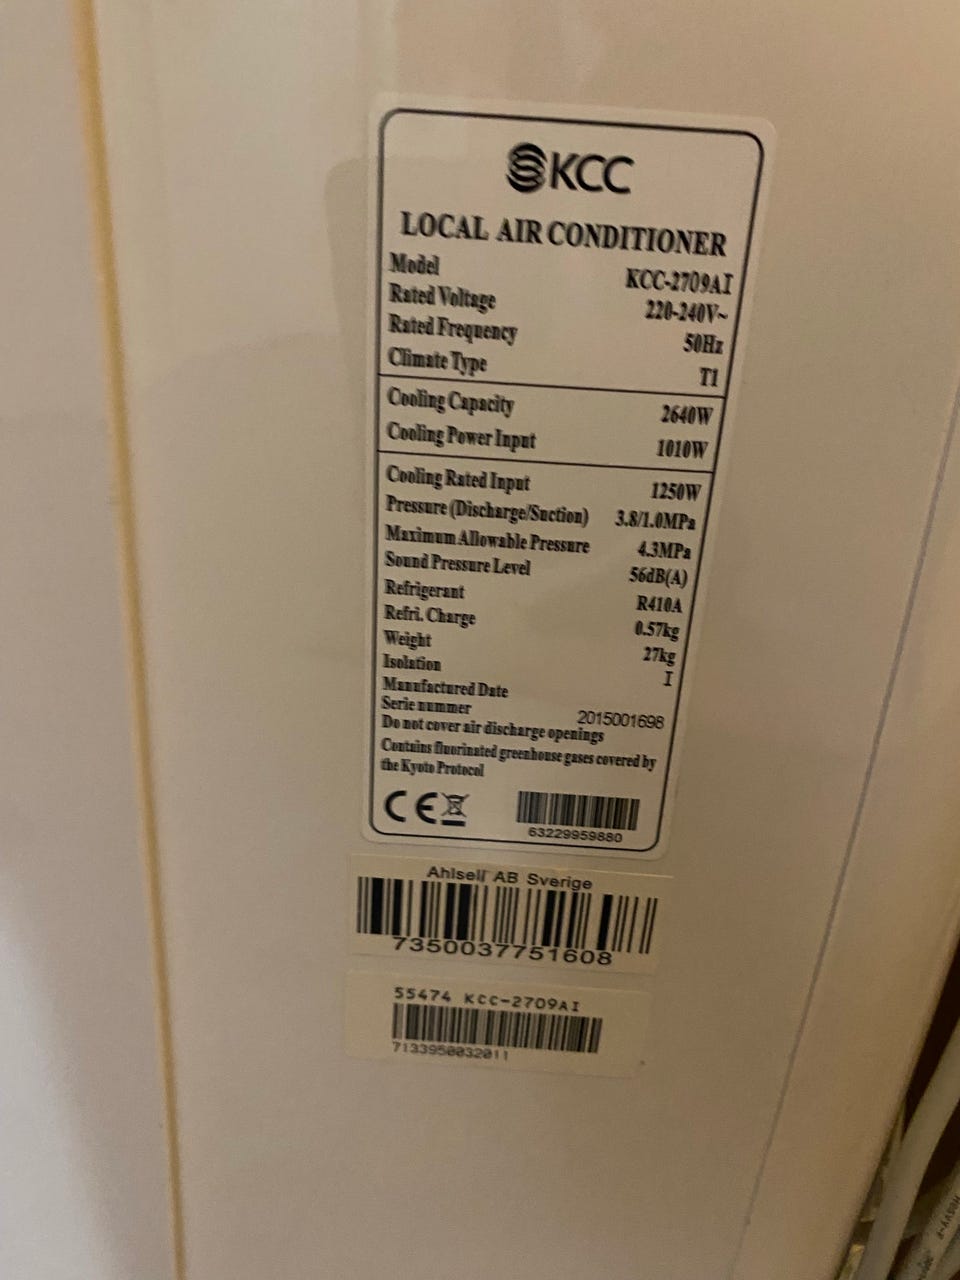 KCC
LOCAL AIR CONDITIONER
Model KCC-2709AI
Rated Voltage 220-240V~
Rated Frequency 50Hz
Climate Type T1
Cooling Capacity 2640W
Cooling Power Input 1010W
Cooling Rated Input 1250W
Pressure (Discharge/Suction) 3.8/1.0MPa
Maximum Allowable Pressure 4.3MPa
Sound Pressure Level 56dB(A)
Refrigerant R410A
Refri. Charge 0.57kg
Weight 27kg
Isolation I
Manufactured Date
Serie nummer 2015001698
Do not cover air discharge openings
Contains fluorinated greenhouse gases covered by
the Kyoto Protocol
CE
63229959880
Ahlsell AB Sverige
7350037751608
55474 KCC-2709AI
7133950032011